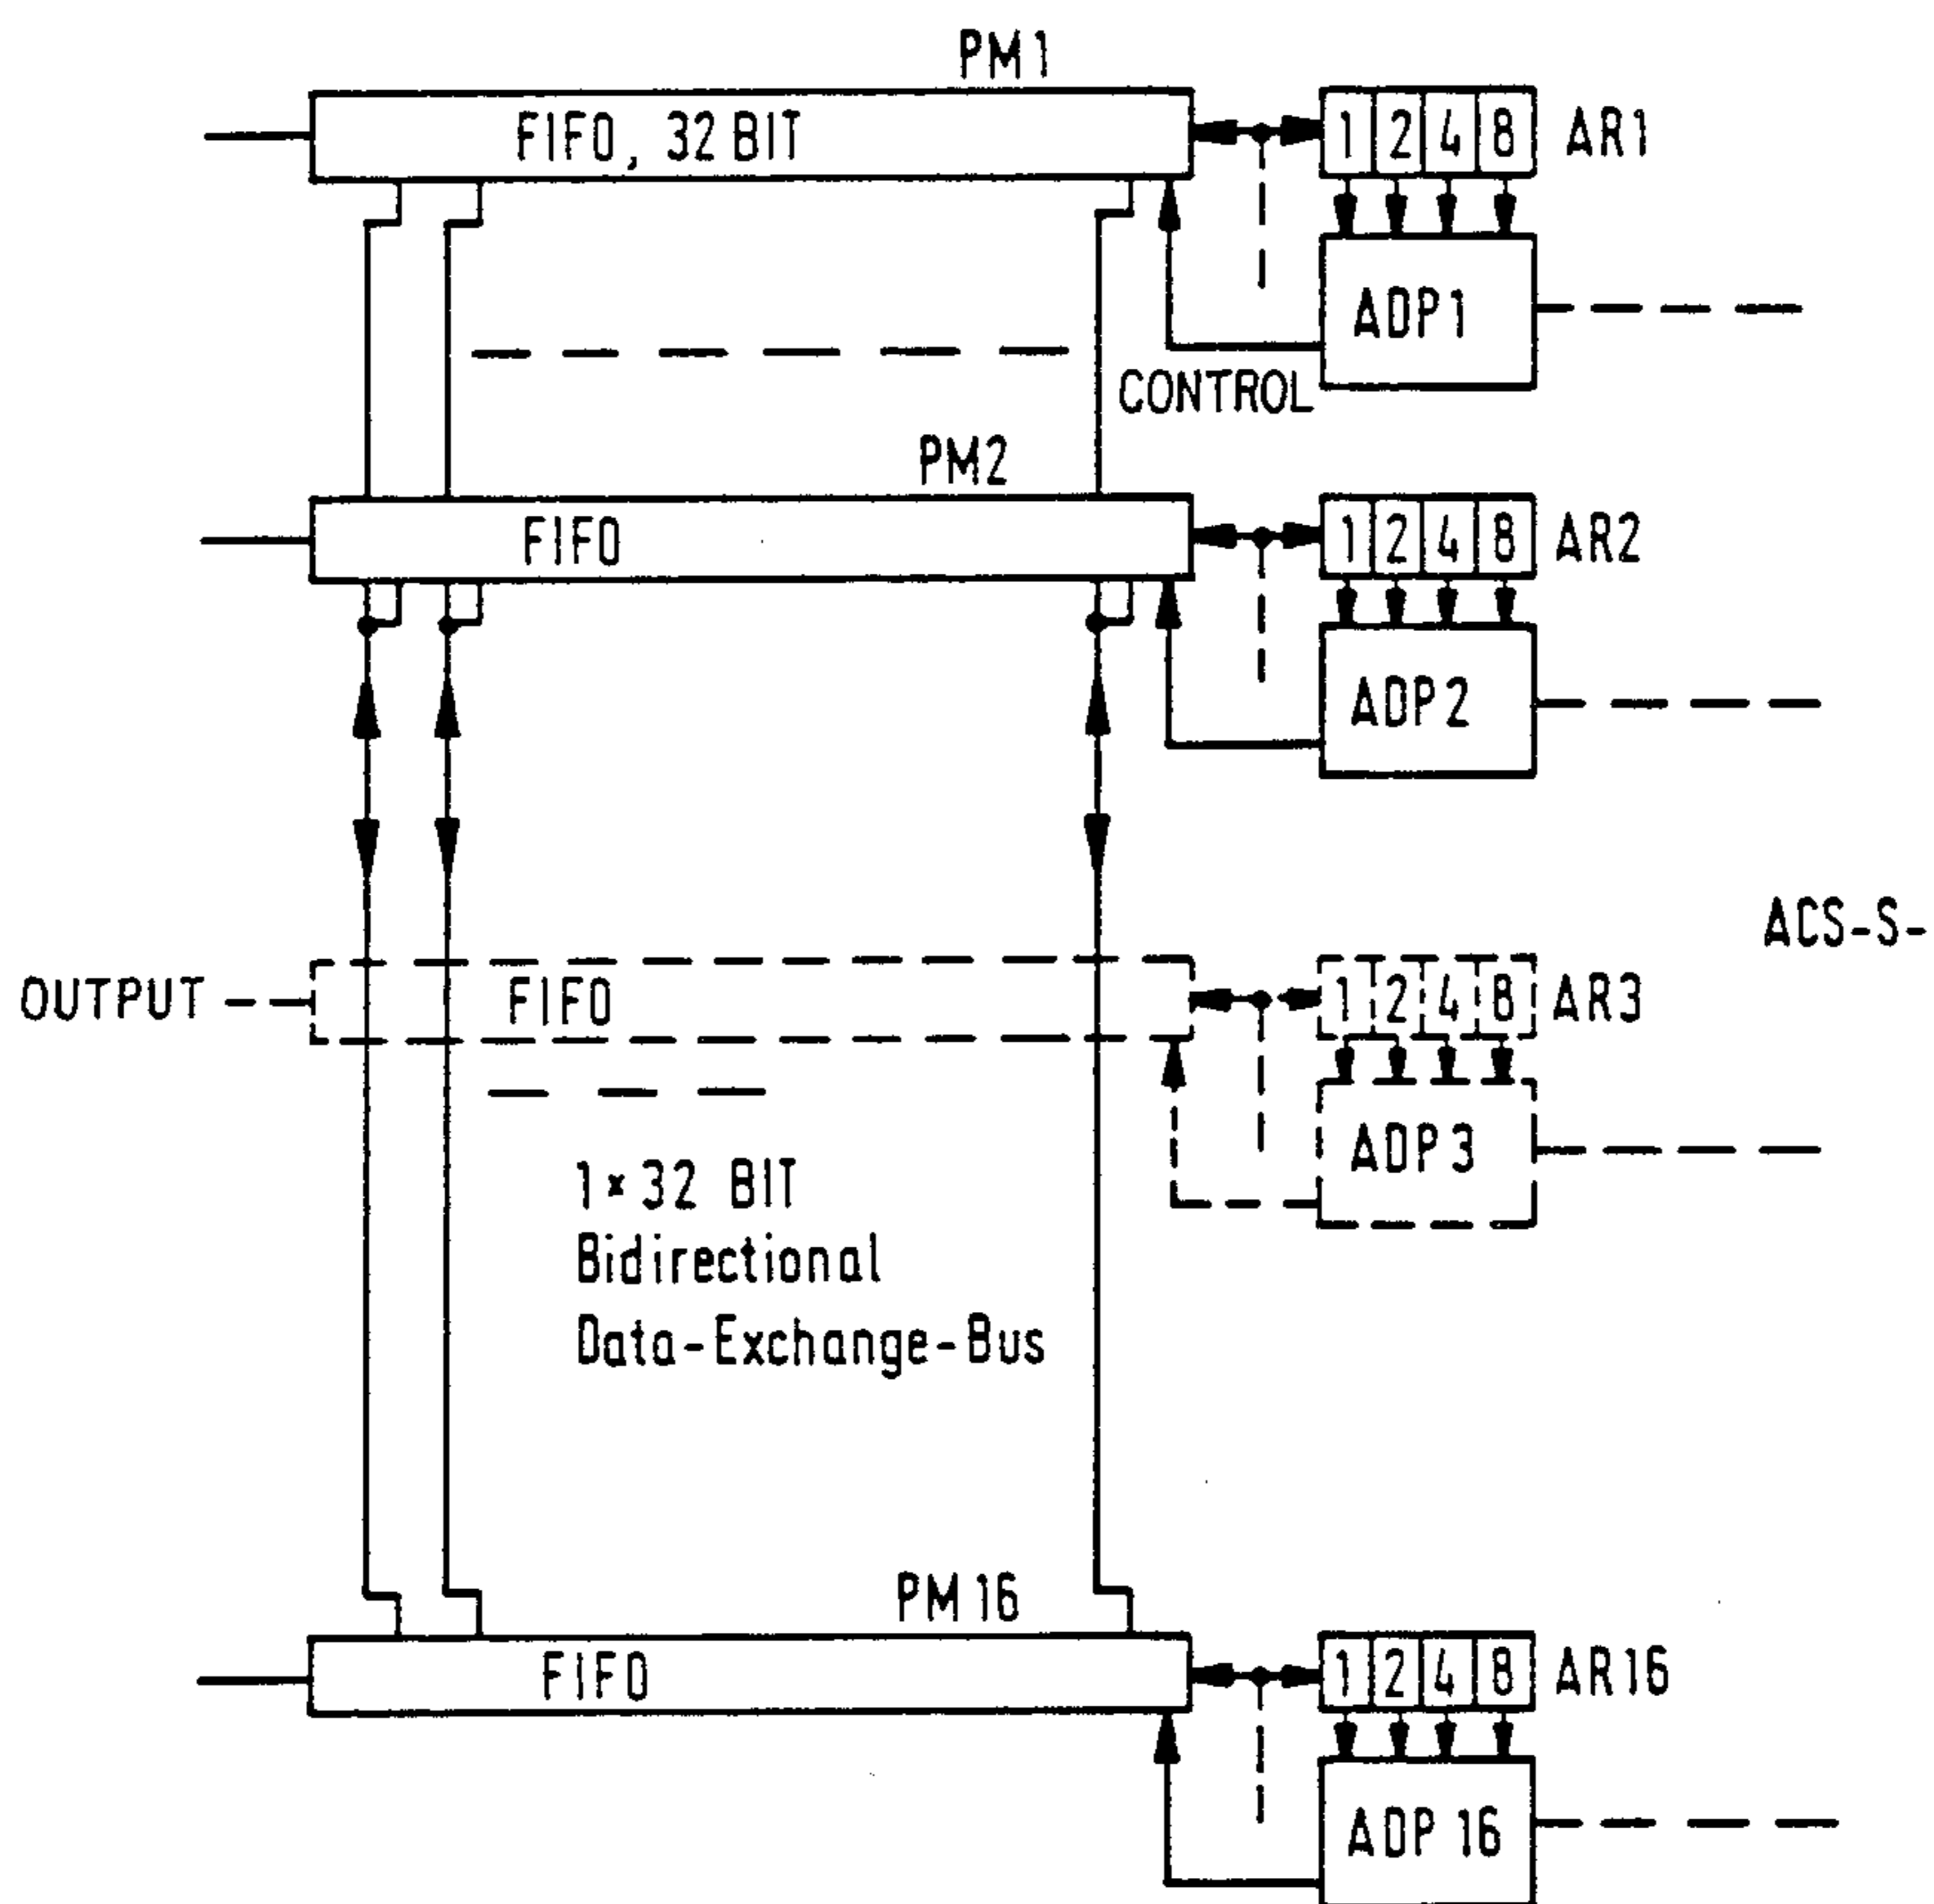 PM1
FIFO, 32 BIT
1 2 4 8 AR1
ADP1
CONTROL
PM2
FIFO
1 2 4 8 AR2
ADP2
ACS-S-
OUTPUT
FIFO
1 2 4 8 AR3
ADP3
1×32 BIT
Bidirectional
Data-Exchange-Bus
PM16
FIFO
1 2 4 8 AR16
ADP 16